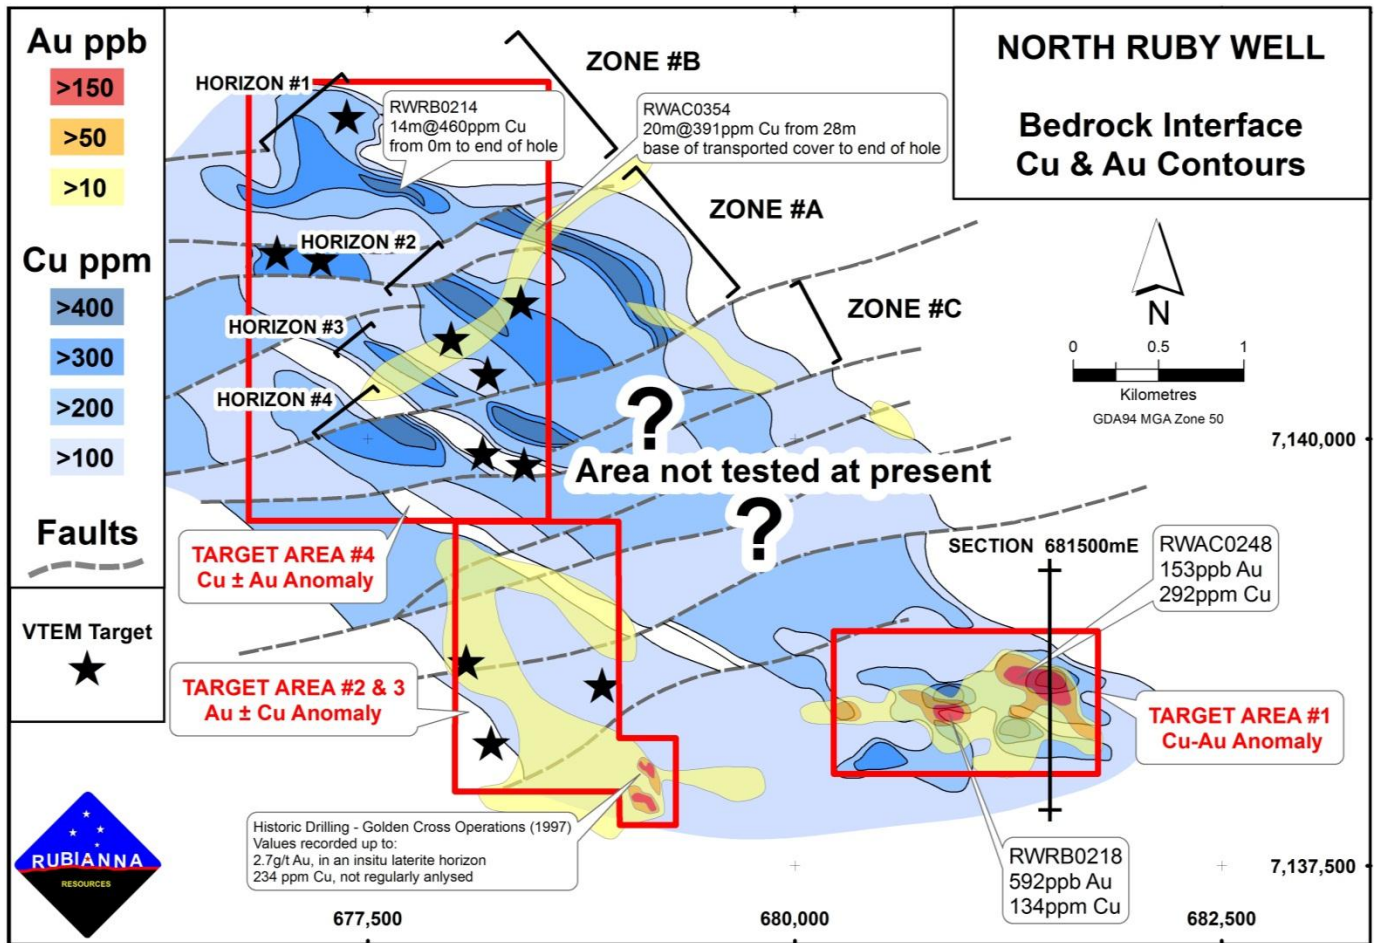 Au ppb
>150
>50
>10
Cu ppm
>400
>300
>200
>100
Faults
VTEM Target
RUBIANNA
RESOURCES
NORTH RUBY WELL
Bedrock Interface
Cu & Au Contours
N
0 0.5 1
Kilometres
GDA94 MGA Zone 50
ZONE #B
ZONE #A
ZONE #C
HORIZON #1
HORIZON #2
HORIZON #3
HORIZON #4
RWRB0214
14m@460ppm Cu
from 0m to end of hole
RWAC0354
20m@391ppm Cu from 28m
base of transported cover to end of hole
?
Area not tested at present
?
TARGET AREA #4
Cu ± Au Anomaly
TARGET AREA #2 & 3
Au ± Cu Anomaly
SECTION 681500mE
RWAC0248
153ppb Au
292ppm Cu
TARGET AREA #1
Cu-Au Anomaly
RWRB0218
592ppb Au
134ppm Cu
Historic Drilling - Golden Cross Operations (1997)
Values recorded up to:
2.7g/t Au, in an insitu laterite horizon
234 ppm Cu, not regularly anlysed
7,140,000
7,137,500
677,500
680,000
682,500